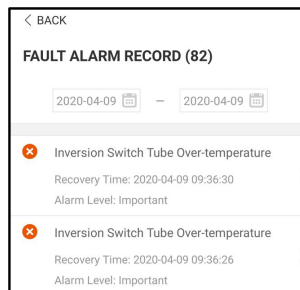 < BACK
FAULT ALARM RECORD (82)
2020-04-09 – 2020-04-09
Inversion Switch Tube Over-temperature
Recovery Time: 2020-04-09 09:36:30
Alarm Level: Important
Inversion Switch Tube Over-temperature
Recovery Time: 2020-04-09 09:36:26
Alarm Level: Important